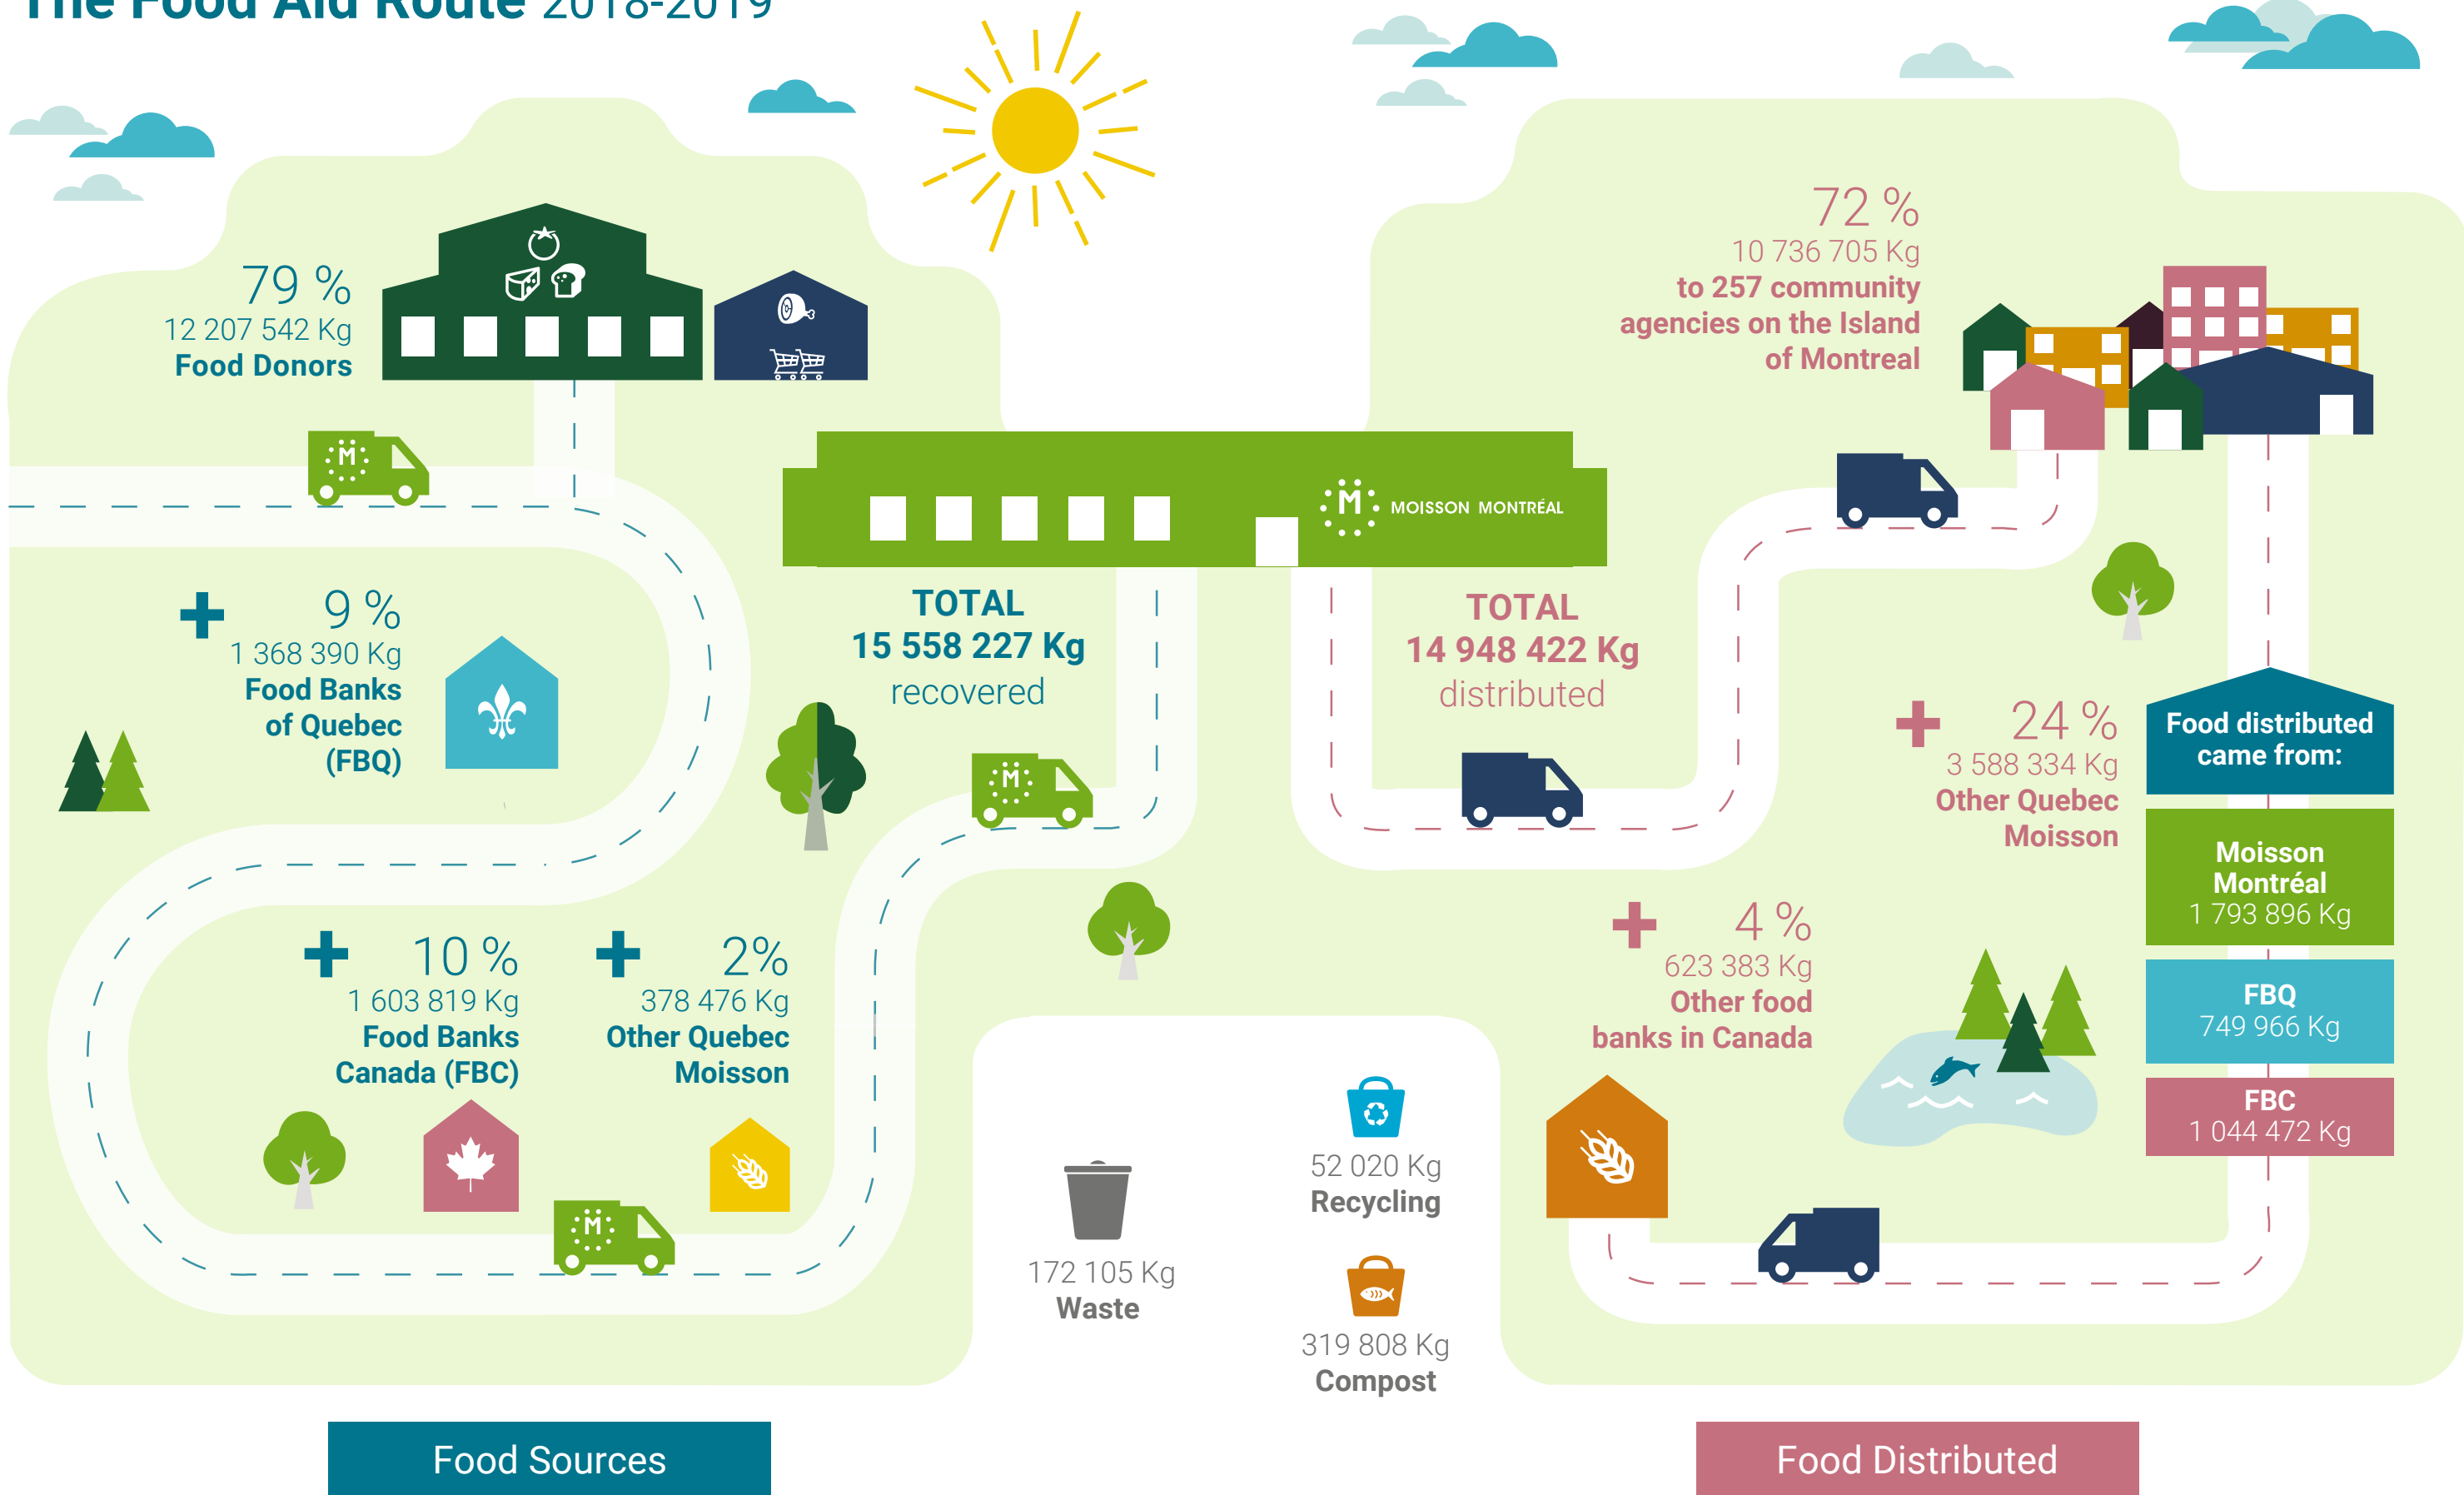 The Food Aid Route 2018-2019
79 %
12 207 542 Kg
Food Donors
9 %
1 368 390 Kg
Food Banks
of Quebec
(FBQ)
10 %
1 603 819 Kg
Food Banks
Canada (FBC)
2%
378 476 Kg
Other Quebec
Moisson
M
M
M
M MOISSON MONTRÉAL
TOTAL
15 558 227 Kg
recovered
TOTAL
14 948 422 Kg
distributed
72 %
10 736 705 Kg
to 257 community
agencies on the Island
of Montreal
24 %
3 588 334 Kg
Other Quebec
Moisson
Food distributed
came from:
Moisson
Montréal
1 793 896 Kg
FBQ
749 966 Kg
FBC
1 044 472 Kg
4 %
623 383 Kg
Other food
banks in Canada
172 105 Kg
Waste
52 020 Kg
Recycling
319 808 Kg
Compost
Food Sources
Food Distributed